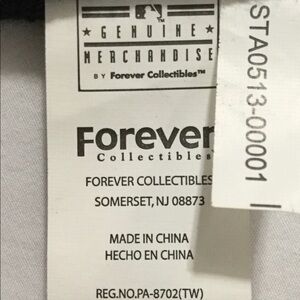 ★ GENUINE ★
MERCHANDISE
BY Forever Collectibles™
Forever
Collectibles
FOREVER COLLECTIBLES
SOMERSET, NJ 08873
MADE IN CHINA
HECHO EN CHINA
REG.NO.PA-8702(TW)
STA0513-00001